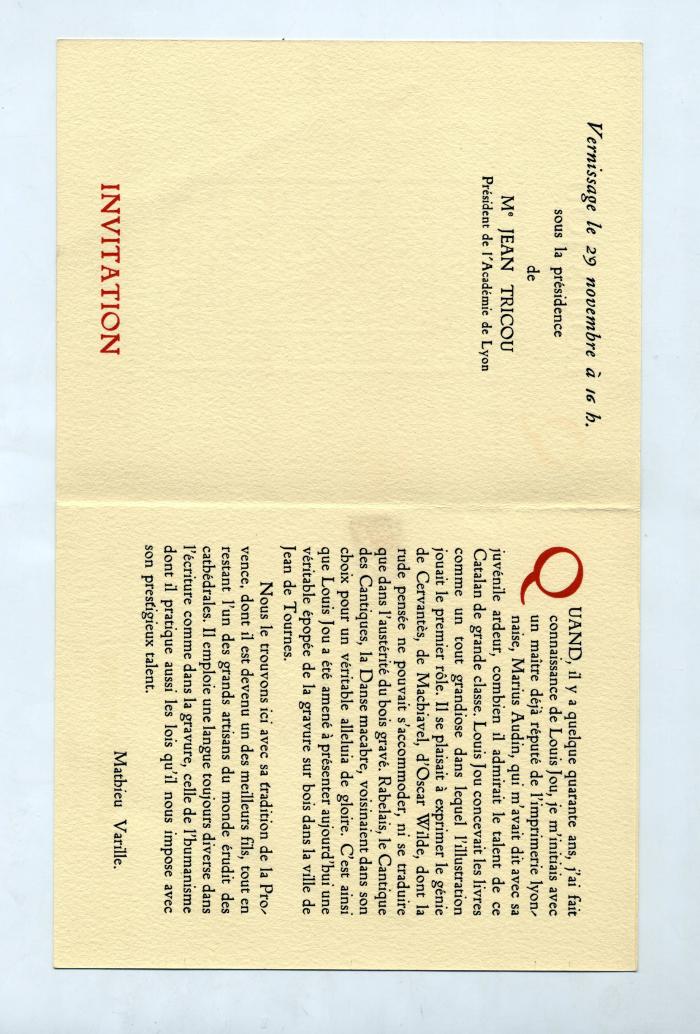 Vernissage le 29 novembre à 16 h.
sous la présidence
de
Mᵉ JEAN TRICOU
Président de l'Académie de Lyon
INVITATION
QUAND, il y a quelque quarante ans, j'ai fait
connaissance de Louis Jou, je m'initiais avec
un maître déjà réputé de l'imprimerie lyon-
naise, Marius Audin, qui m'avait dit avec sa
juvénile ardeur, combien il admirait le talent de ce
Catalan de grande classe. Louis Jou concevait les livres
comme un tout grandiose dans lequel l'illustration
jouait le premier rôle. Il se plaisait à exprimer le génie
de Cervantès, de Machiavel, d'Oscar Wilde, dont la
rude pensée ne pouvait s'accommoder, ni se traduire
que dans l'austérité du bois gravé. Rabelais, le Cantique
des Cantiques, la Danse macabre, voisinaient dans son
choix pour un véritable alleluia de gloire. C'est ainsi
que Louis Jou a été amené à présenter aujourd'hui une
véritable épopée de la gravure sur bois dans la ville de
Jean de Tournes.
Nous le trouvons ici avec sa tradition de la Pro-
vence, dont il est devenu un des meilleurs fils, tout en
restant l'un des grands artisans du monde érudit des
cathédrales. Il emploie une langue toujours diverse dans
l'écriture comme dans la gravure, celle de l'humanisme
dont il pratique aussi les lois qu'il nous impose avec
son prestigieux talent.
Mathieu Varille.